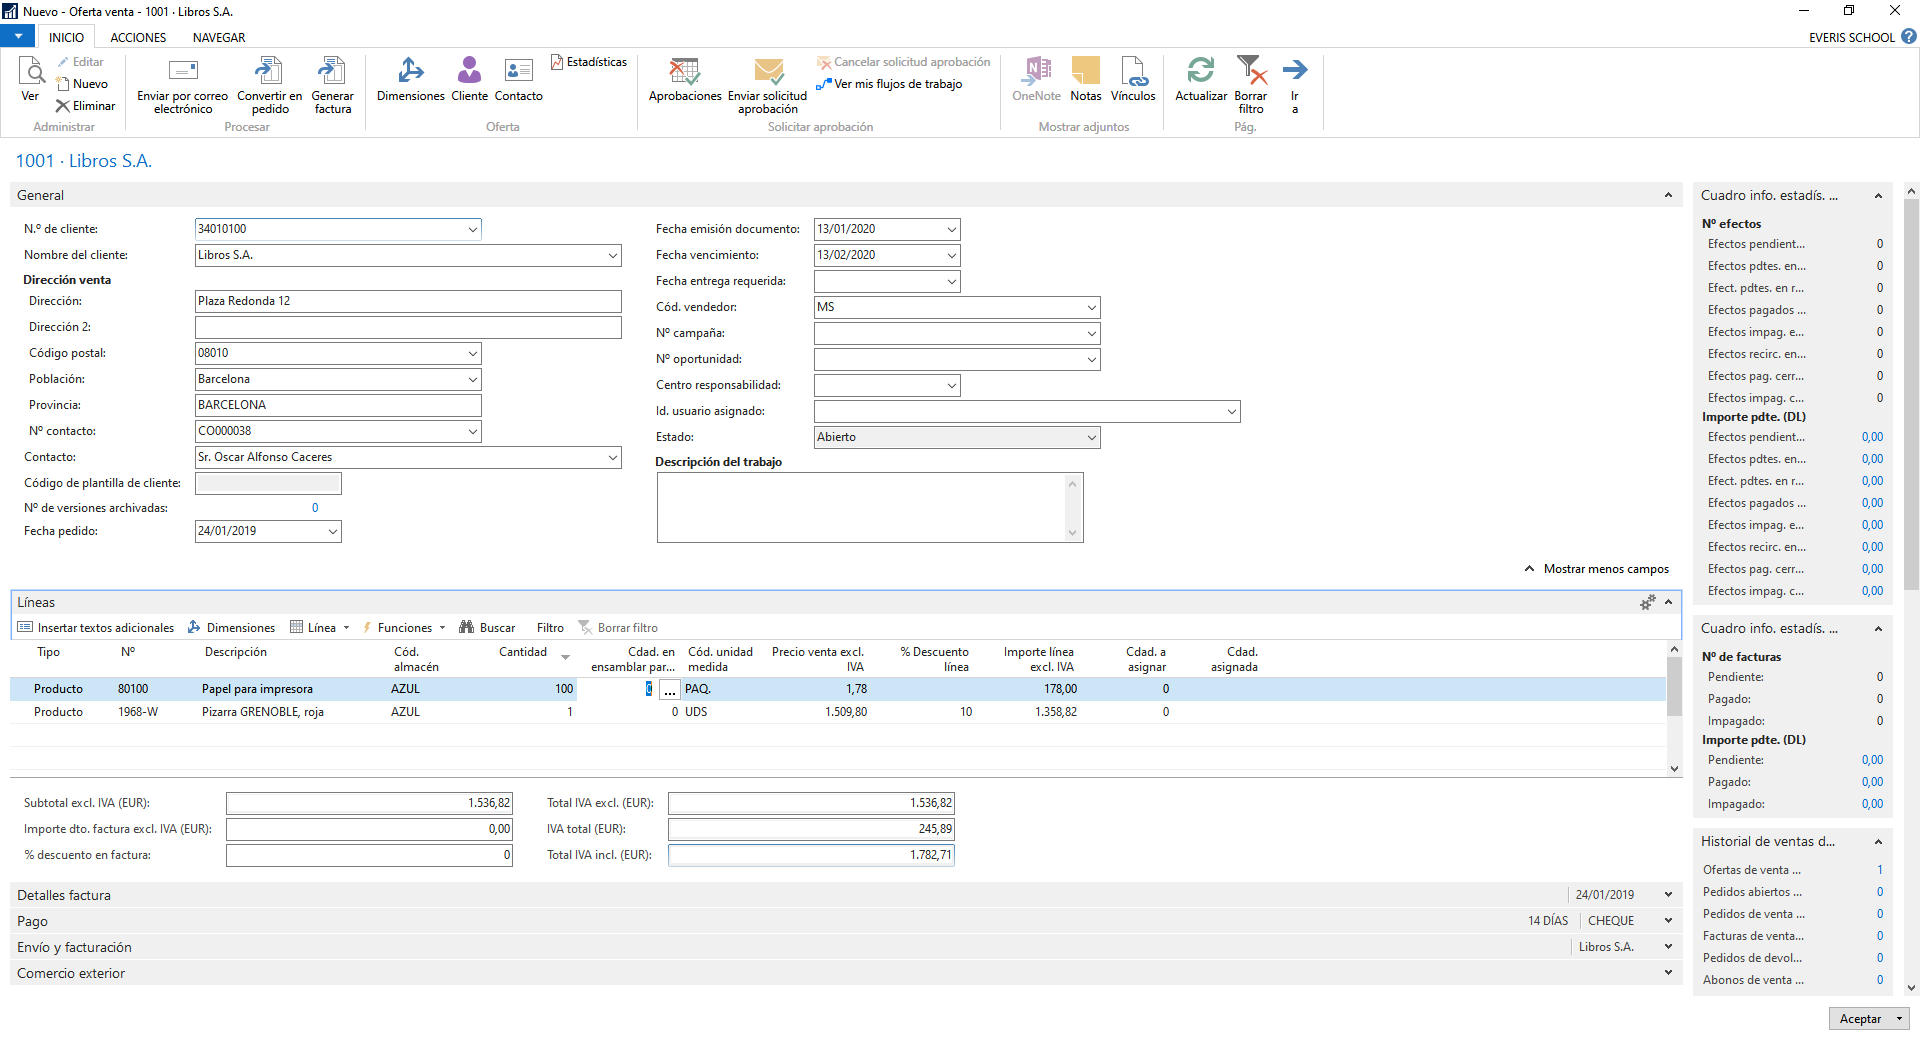 Nuevo - Oferta venta - 1001 · Libros S.A.
INICIO ACCIONES NAVEGAR EVERIS SCHOOL
Ver
Editar
Nuevo
Eliminar
Administrar
Enviar por correo electrónico
Convertir en pedido
Generar factura
Procesar
Dimensiones
Cliente
Contacto
Estadísticas
Oferta
Aprobaciones
Enviar solicitud aprobación
Cancelar solicitud aprobación
Ver mis flujos de trabajo
Solicitar aprobación
OneNote
Notas
Vínculos
Mostrar adjuntos
Actualizar
Borrar filtro
Ir a
Pág.
1001 · Libros S.A.
General
N.º de cliente: 34010100
Nombre del cliente: Libros S.A.
Dirección venta
Dirección: Plaza Redonda 12
Dirección 2:
Código postal: 08010
Población: Barcelona
Provincia: BARCELONA
Nº contacto: CO000038
Contacto: Sr. Oscar Alfonso Caceres
Código de plantilla de cliente:
Nº de versiones archivadas: 0
Fecha pedido: 24/01/2019
Fecha emisión documento: 13/01/2020
Fecha vencimiento: 13/02/2020
Fecha entrega requerida:
Cód. vendedor: MS
Nº campaña:
Nº oportunidad:
Centro responsabilidad:
Id. usuario asignado:
Estado: Abierto
Descripción del trabajo
Mostrar menos campos
Líneas
Insertar textos adicionales Dimensiones Línea Funciones Buscar Filtro Borrar filtro
Tipo Nº Descripción Cód. almacén Cantidad Cdad. en ensamblar par... Cód. unidad medida Precio venta excl. IVA % Descuento línea Importe línea excl. IVA Cdad. a asignar Cdad. asignada
Producto 80100 Papel para impresora AZUL 100 0 ... PAQ. 1,78 178,00 0
Producto 1968-W Pizarra GRENOBLE, roja AZUL 1 0 UDS 1.509,80 10 1.358,82 0
Subtotal excl. IVA (EUR): 1.536,82
Importe dto. factura excl. IVA (EUR): 0,00
% descuento en factura: 0
Total IVA excl. (EUR): 1.536,82
IVA total (EUR): 245,89
Total IVA incl. (EUR): 1.782,71
Detalles factura 24/01/2019
Pago 14 DÍAS CHEQUE
Envío y facturación Libros S.A.
Comercio exterior
Cuadro info. estadís. ...
Nº efectos
Efectos pendient... 0
Efectos pdtes. en... 0
Efect. pdtes. en r... 0
Efectos pagados ... 0
Efectos impag. e... 0
Efectos recirc. en... 0
Efectos pag. cerr... 0
Efectos impag. c... 0
Importe pdte. (DL)
Efectos pendient... 0,00
Efectos pdtes. en... 0,00
Efect. pdtes. en r... 0,00
Efectos pagados ... 0,00
Efectos impag. e... 0,00
Efectos recirc. en... 0,00
Efectos pag. cerr... 0,00
Efectos impag. c... 0,00
Cuadro info. estadís. ...
Nº de facturas
Pendiente: 0
Pagado: 0
Impagado: 0
Importe pdte. (DL)
Pendiente: 0,00
Pagado: 0,00
Impagado: 0,00
Historial de ventas d...
Ofertas de venta ... 1
Pedidos abiertos ... 0
Pedidos de venta ... 0
Facturas de venta... 0
Pedidos de devol... 0
Abonos de venta ... 0
Aceptar